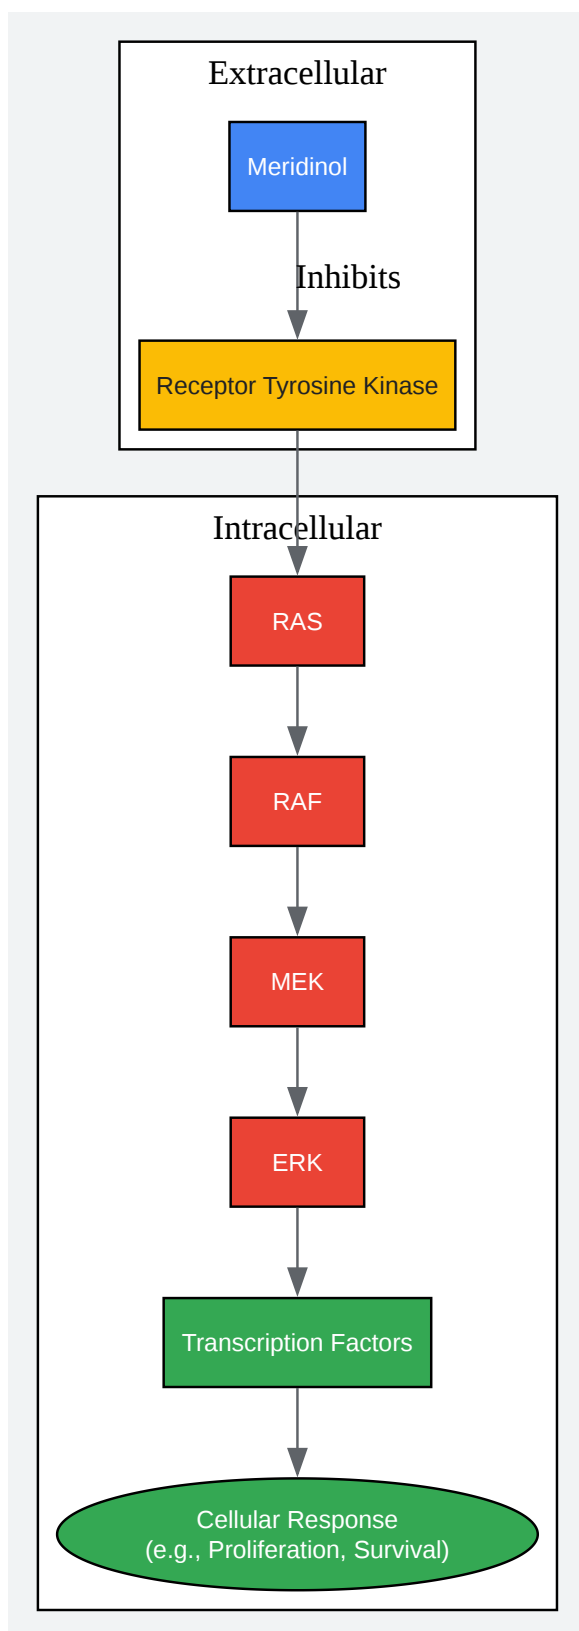 Extracellular
Meridinol
Inhibits
Receptor Tyrosine Kinase
Intracellular
RAS
RAF
MEK
ERK
Transcription Factors
Cellular Response
(e.g., Proliferation, Survival)